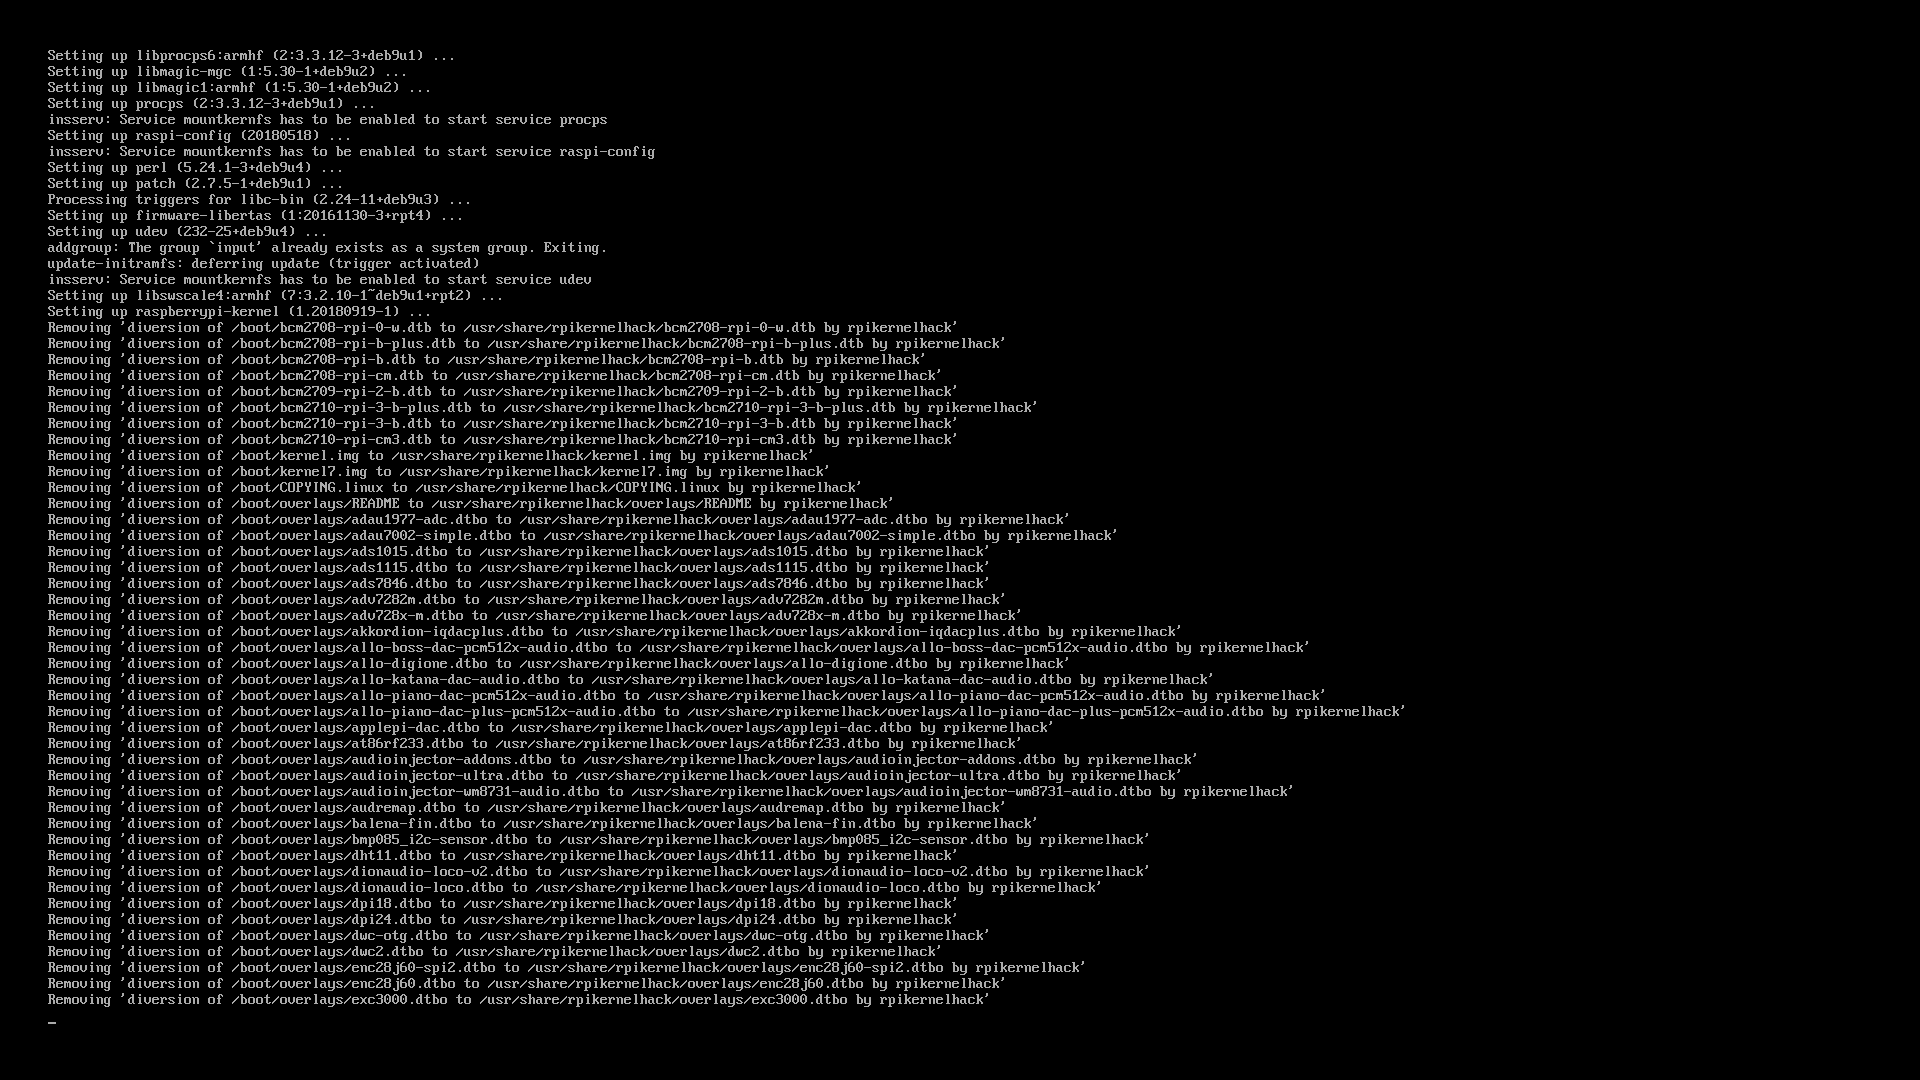 Setting up libprocps6:armhf (2:3.3.12-3+deb9u1) ...
Setting up libmagic-mgc (1:5.30-1+deb9u2) ...
Setting up libmagic1:armhf (1:5.30-1+deb9u2) ...
Setting up procps (2:3.3.12-3+deb9u1) ...
insserv: Service mountkernfs has to be enabled to start service procps
Setting up raspi-config (20180518) ...
insserv: Service mountkernfs has to be enabled to start service raspi-config
Setting up perl (5.24.1-3+deb9u4) ...
Setting up patch (2.7.5-1+deb9u1) ...
Processing triggers for libc-bin (2.24-11+deb9u3) ...
Setting up firmware-libertas (1:20161130-3+rpt4) ...
Setting up udev (232-25+deb9u4) ...
addgroup: The group `input' already exists as a system group. Exiting.
update-initramfs: deferring update (trigger activated)
insserv: Service mountkernfs has to be enabled to start service udev
Setting up libswscale4:armhf (7:3.2.10-1~deb9u1+rpt2) ...
Setting up raspberrypi-kernel (1.20180919-1) ...
Removing 'diversion of /boot/bcm2708-rpi-0-w.dtb to /usr/share/rpikernelhack/bcm2708-rpi-0-w.dtb by rpikernelhack'
Removing 'diversion of /boot/bcm2708-rpi-b-plus.dtb to /usr/share/rpikernelhack/bcm2708-rpi-b-plus.dtb by rpikernelhack'
Removing 'diversion of /boot/bcm2708-rpi-b.dtb to /usr/share/rpikernelhack/bcm2708-rpi-b.dtb by rpikernelhack'
Removing 'diversion of /boot/bcm2708-rpi-cm.dtb to /usr/share/rpikernelhack/bcm2708-rpi-cm.dtb by rpikernelhack'
Removing 'diversion of /boot/bcm2709-rpi-2-b.dtb to /usr/share/rpikernelhack/bcm2709-rpi-2-b.dtb by rpikernelhack'
Removing 'diversion of /boot/bcm2710-rpi-3-b-plus.dtb to /usr/share/rpikernelhack/bcm2710-rpi-3-b-plus.dtb by rpikernelhack'
Removing 'diversion of /boot/bcm2710-rpi-3-b.dtb to /usr/share/rpikernelhack/bcm2710-rpi-3-b.dtb by rpikernelhack'
Removing 'diversion of /boot/bcm2710-rpi-cm3.dtb to /usr/share/rpikernelhack/bcm2710-rpi-cm3.dtb by rpikernelhack'
Removing 'diversion of /boot/kernel.img to /usr/share/rpikernelhack/kernel.img by rpikernelhack'
Removing 'diversion of /boot/kernel7.img to /usr/share/rpikernelhack/kernel7.img by rpikernelhack'
Removing 'diversion of /boot/COPYING.linux to /usr/share/rpikernelhack/COPYING.linux by rpikernelhack'
Removing 'diversion of /boot/overlays/README to /usr/share/rpikernelhack/overlays/README by rpikernelhack'
Removing 'diversion of /boot/overlays/adau1977-adc.dtbo to /usr/share/rpikernelhack/overlays/adau1977-adc.dtbo by rpikernelhack'
Removing 'diversion of /boot/overlays/adau7002-simple.dtbo to /usr/share/rpikernelhack/overlays/adau7002-simple.dtbo by rpikernelhack'
Removing 'diversion of /boot/overlays/ads1015.dtbo to /usr/share/rpikernelhack/overlays/ads1015.dtbo by rpikernelhack'
Removing 'diversion of /boot/overlays/ads1115.dtbo to /usr/share/rpikernelhack/overlays/ads1115.dtbo by rpikernelhack'
Removing 'diversion of /boot/overlays/ads7846.dtbo to /usr/share/rpikernelhack/overlays/ads7846.dtbo by rpikernelhack'
Removing 'diversion of /boot/overlays/adv7282m.dtbo to /usr/share/rpikernelhack/overlays/adv7282m.dtbo by rpikernelhack'
Removing 'diversion of /boot/overlays/adv728x-m.dtbo to /usr/share/rpikernelhack/overlays/adv728x-m.dtbo by rpikernelhack'
Removing 'diversion of /boot/overlays/akkordion-iqdacplus.dtbo to /usr/share/rpikernelhack/overlays/akkordion-iqdacplus.dtbo by rpikernelhack'
Removing 'diversion of /boot/overlays/allo-boss-dac-pcm512x-audio.dtbo to /usr/share/rpikernelhack/overlays/allo-boss-dac-pcm512x-audio.dtbo by rpikernelhack'
Removing 'diversion of /boot/overlays/allo-digione.dtbo to /usr/share/rpikernelhack/overlays/allo-digione.dtbo by rpikernelhack'
Removing 'diversion of /boot/overlays/allo-katana-dac-audio.dtbo to /usr/share/rpikernelhack/overlays/allo-katana-dac-audio.dtbo by rpikernelhack'
Removing 'diversion of /boot/overlays/allo-piano-dac-pcm512x-audio.dtbo to /usr/share/rpikernelhack/overlays/allo-piano-dac-pcm512x-audio.dtbo by rpikernelhack'
Removing 'diversion of /boot/overlays/allo-piano-dac-plus-pcm512x-audio.dtbo to /usr/share/rpikernelhack/overlays/allo-piano-dac-plus-pcm512x-audio.dtbo by rpikernelhack'
Removing 'diversion of /boot/overlays/applepi-dac.dtbo to /usr/share/rpikernelhack/overlays/applepi-dac.dtbo by rpikernelhack'
Removing 'diversion of /boot/overlays/at86rf233.dtbo to /usr/share/rpikernelhack/overlays/at86rf233.dtbo by rpikernelhack'
Removing 'diversion of /boot/overlays/audioinjector-addons.dtbo to /usr/share/rpikernelhack/overlays/audioinjector-addons.dtbo by rpikernelhack'
Removing 'diversion of /boot/overlays/audioinjector-ultra.dtbo to /usr/share/rpikernelhack/overlays/audioinjector-ultra.dtbo by rpikernelhack'
Removing 'diversion of /boot/overlays/audioinjector-wm8731-audio.dtbo to /usr/share/rpikernelhack/overlays/audioinjector-wm8731-audio.dtbo by rpikernelhack'
Removing 'diversion of /boot/overlays/audremap.dtbo to /usr/share/rpikernelhack/overlays/audremap.dtbo by rpikernelhack'
Removing 'diversion of /boot/overlays/balena-fin.dtbo to /usr/share/rpikernelhack/overlays/balena-fin.dtbo by rpikernelhack'
Removing 'diversion of /boot/overlays/bmp085_i2c-sensor.dtbo to /usr/share/rpikernelhack/overlays/bmp085_i2c-sensor.dtbo by rpikernelhack'
Removing 'diversion of /boot/overlays/dht11.dtbo to /usr/share/rpikernelhack/overlays/dht11.dtbo by rpikernelhack'
Removing 'diversion of /boot/overlays/dionaudio-loco-v2.dtbo to /usr/share/rpikernelhack/overlays/dionaudio-loco-v2.dtbo by rpikernelhack'
Removing 'diversion of /boot/overlays/dionaudio-loco.dtbo to /usr/share/rpikernelhack/overlays/dionaudio-loco.dtbo by rpikernelhack'
Removing 'diversion of /boot/overlays/dpi18.dtbo to /usr/share/rpikernelhack/overlays/dpi18.dtbo by rpikernelhack'
Removing 'diversion of /boot/overlays/dpi24.dtbo to /usr/share/rpikernelhack/overlays/dpi24.dtbo by rpikernelhack'
Removing 'diversion of /boot/overlays/dwc-otg.dtbo to /usr/share/rpikernelhack/overlays/dwc-otg.dtbo by rpikernelhack'
Removing 'diversion of /boot/overlays/dwc2.dtbo to /usr/share/rpikernelhack/overlays/dwc2.dtbo by rpikernelhack'
Removing 'diversion of /boot/overlays/enc28j60-spi2.dtbo to /usr/share/rpikernelhack/overlays/enc28j60-spi2.dtbo by rpikernelhack'
Removing 'diversion of /boot/overlays/enc28j60.dtbo to /usr/share/rpikernelhack/overlays/enc28j60.dtbo by rpikernelhack'
Removing 'diversion of /boot/overlays/exc3000.dtbo to /usr/share/rpikernelhack/overlays/exc3000.dtbo by rpikernelhack'